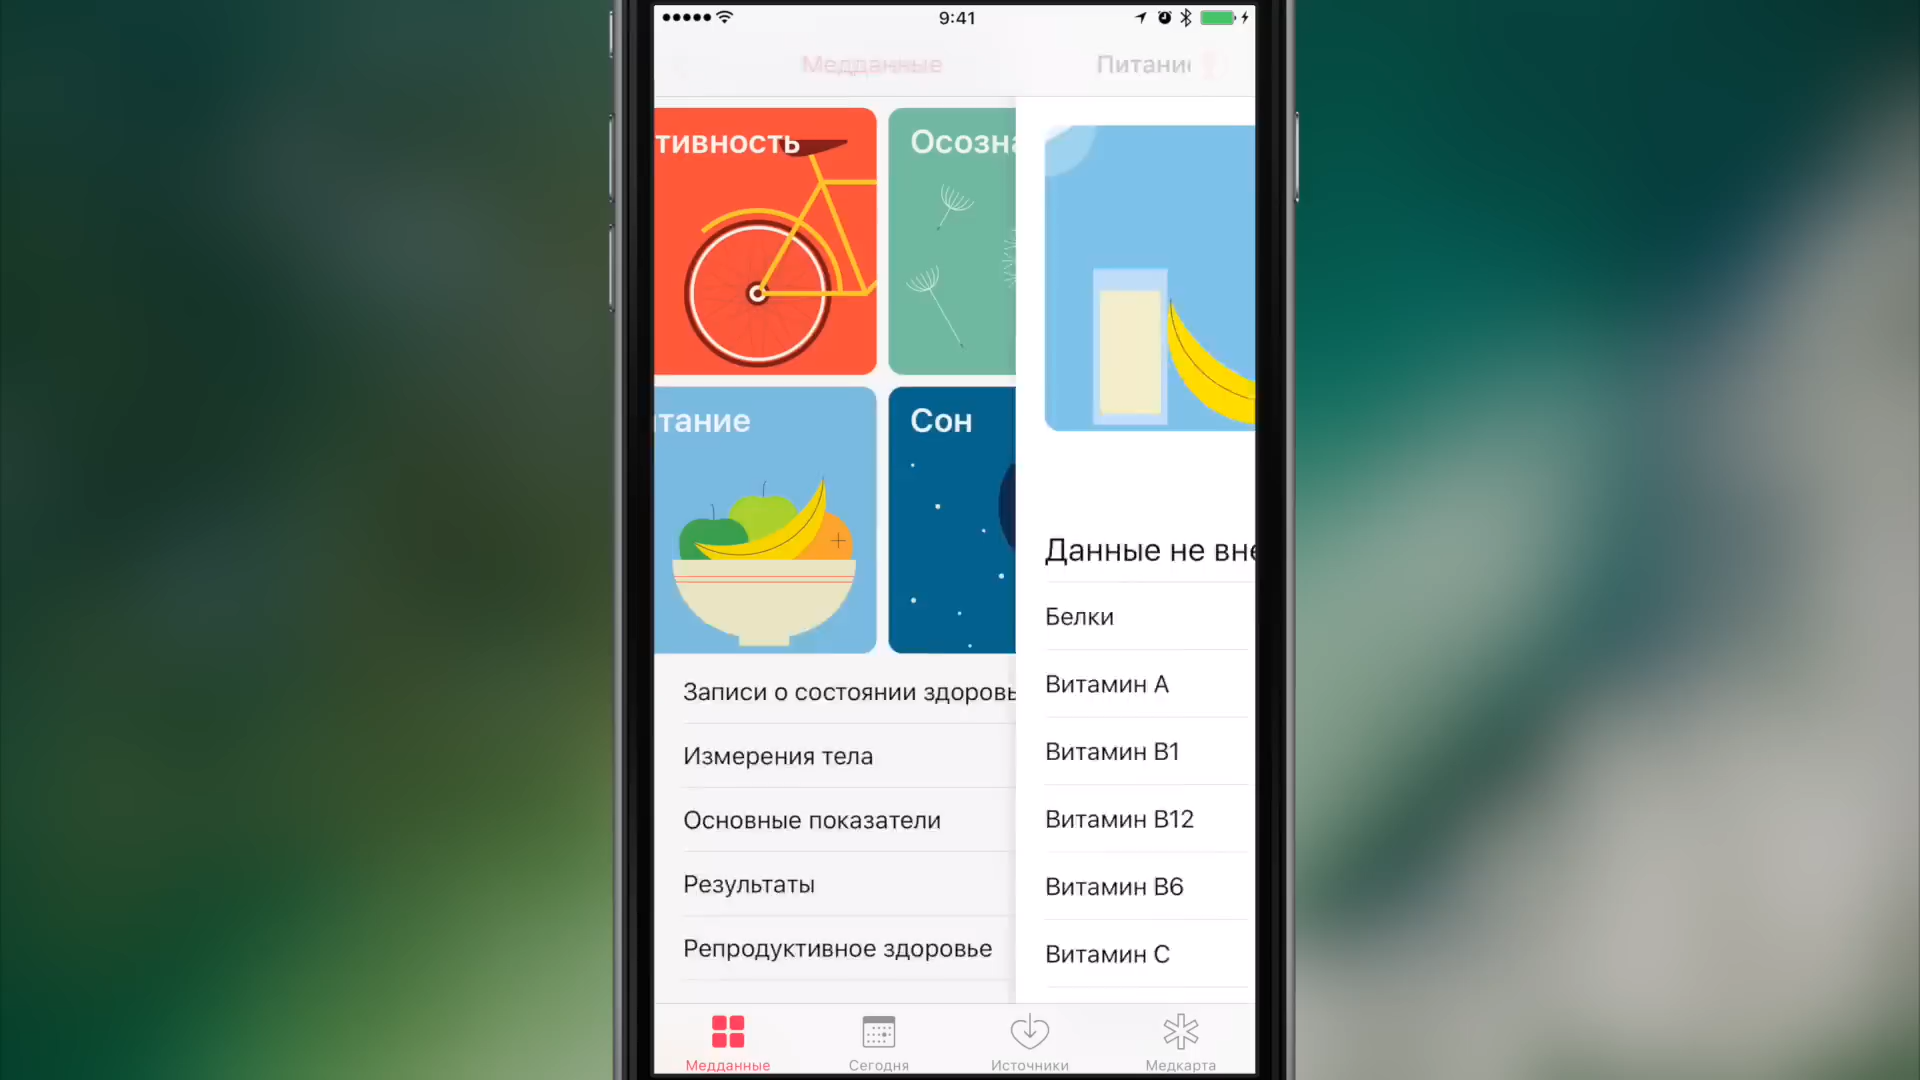 9:41
Медданные
Питание
тивность
Осозна
тание
Сон
Записи о состоянии здоровь
Измерения тела
Основные показатели
Результаты
Репродуктивное здоровье
Данные не вне
Белки
Витамин A
Витамин B1
Витамин B12
Витамин B6
Витамин C
Медданные
Сегодня
Источники
Медкарта